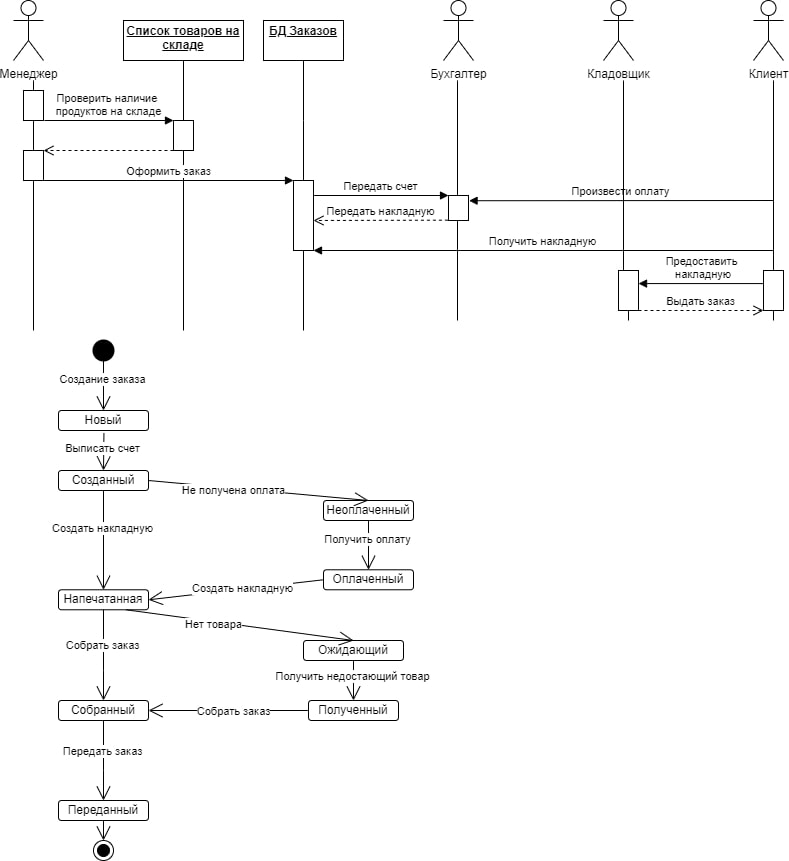 Список товаров на
складе
БД Заказов
Менеджер
Бухгалтер
Кладовщик
Клиент
Проверить наличие
продуктов на складе
Оформить заказ
Передать счет
Произвести оплату
Передать накладную
Получить накладную
Предоставить
накладную
Выдать заказ
Создание заказа
Новый
Выписать счет
Созданный
Не получена оплата
Неоплаченный
Создать накладную
Получить оплату
Оплаченный
Создать накладную
Напечатанная
Нет товара
Собрать заказ
Ожидающий
Получить недостающий товар
Собранный
Собрать заказ
Полученный
Передать заказ
Переданный